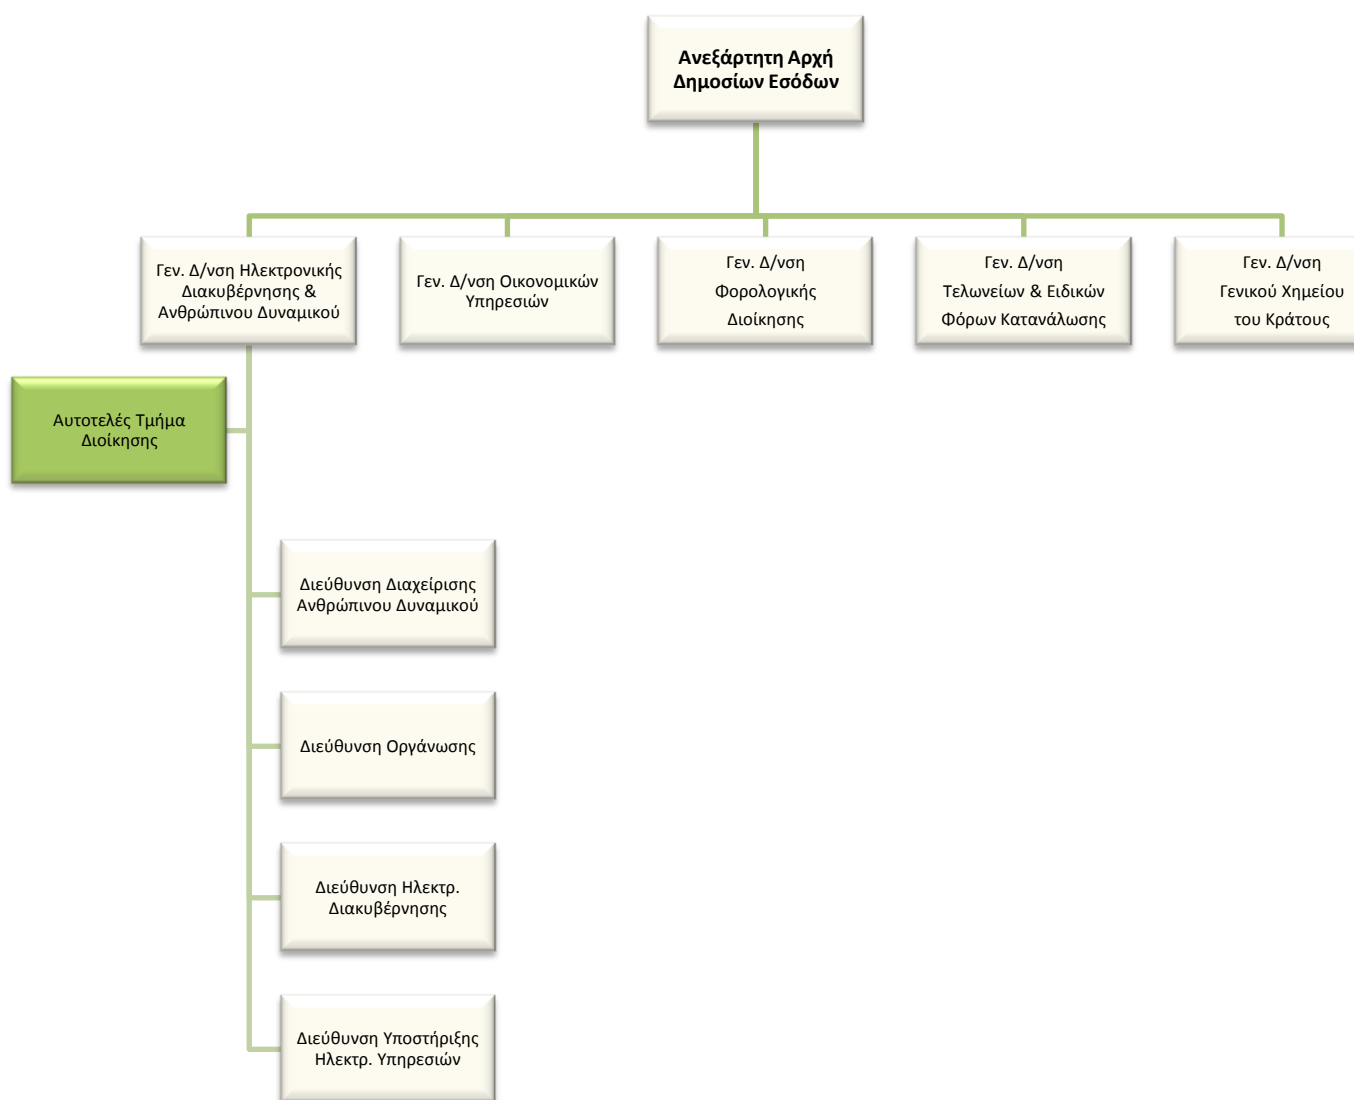 Ανεξάρτητη Αρχή
Δημοσίων Εσόδων
Γεν. Δ/νση Ηλεκτρονικής
Διακυβέρνησης &
Ανθρώπινου Δυναμικού
Γεν. Δ/νση Οικονομικών
Υπηρεσιών
Γεν. Δ/νση
Φορολογικής
Διοίκησης
Γεν. Δ/νση
Τελωνείων & Ειδικών
Φόρων Κατανάλωσης
Γεν. Δ/νση
Γενικού Χημείου
του Κράτους
Αυτοτελές Τμήμα
Διοίκησης
Διεύθυνση Διαχείρισης
Ανθρώπινου Δυναμικού
Διεύθυνση Οργάνωσης
Διεύθυνση Ηλεκτρ.
Διακυβέρνησης
Διεύθυνση Υποστήριξης
Ηλεκτρ. Υπηρεσιών